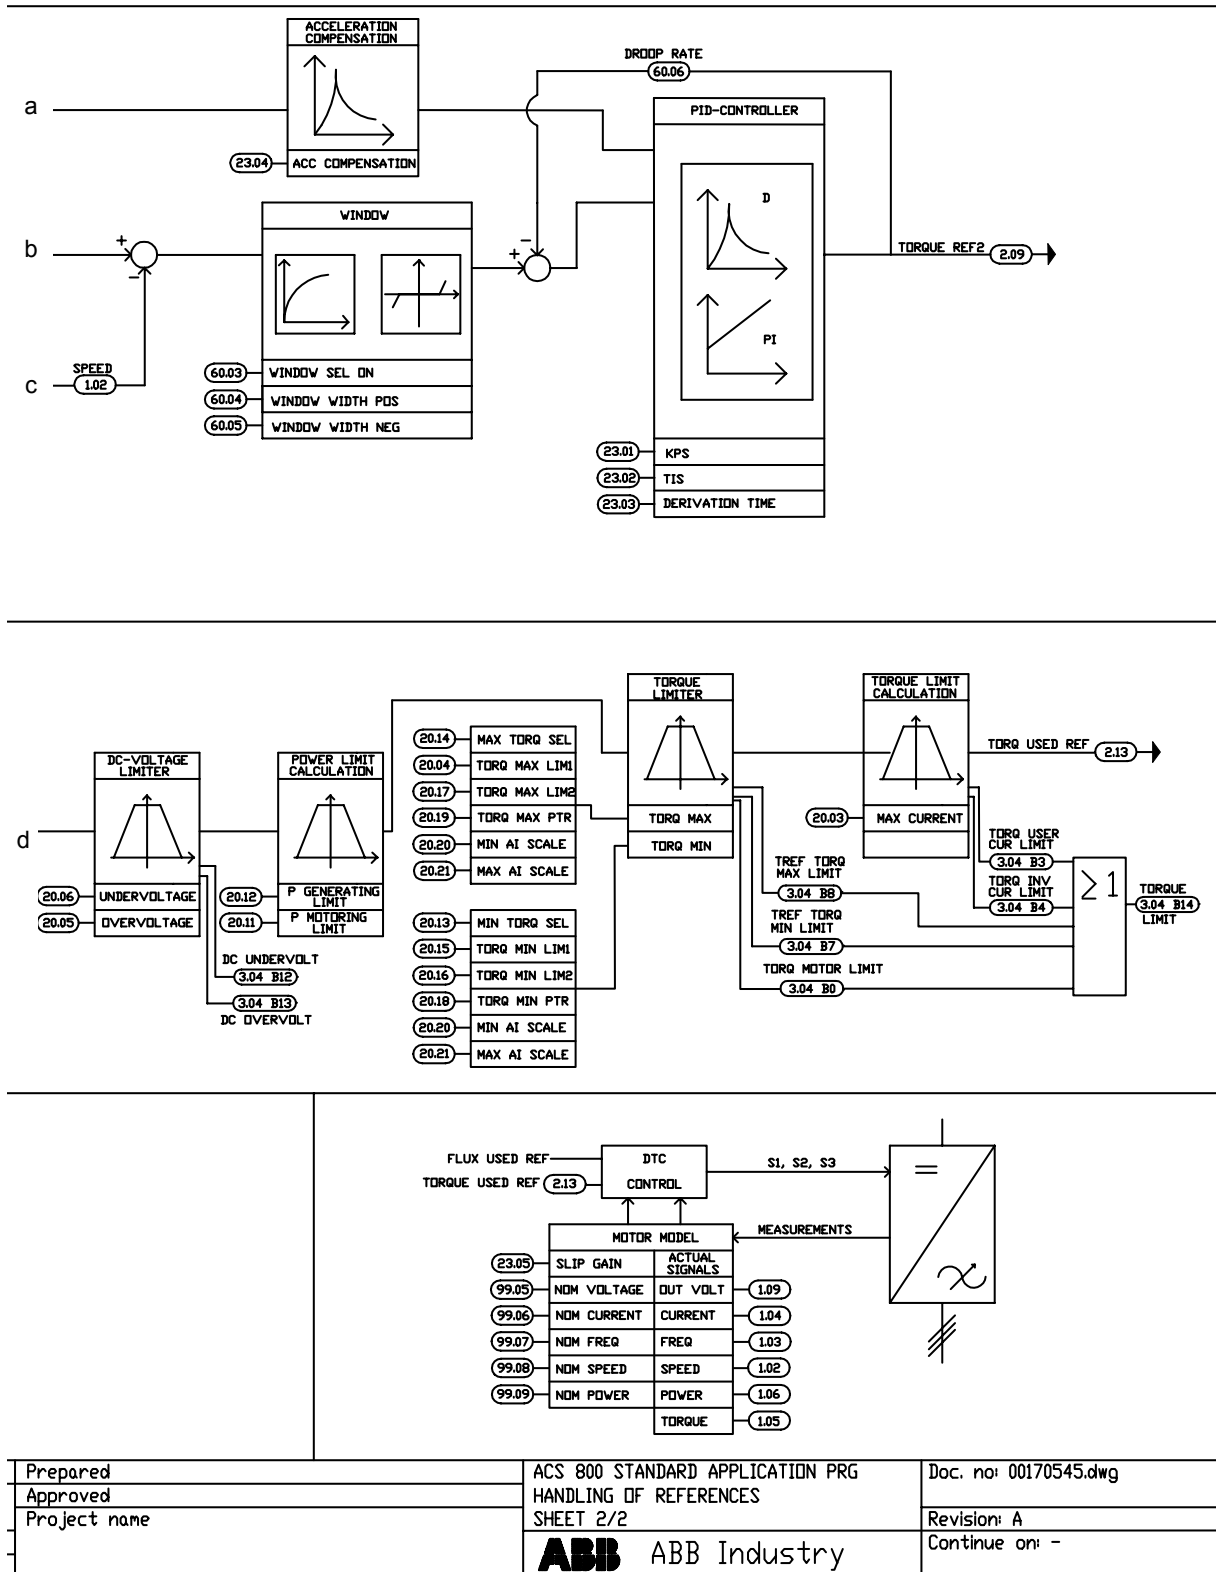 ACCELERATION
COMPENSATION
DROOP RATE
60.06
a
PID-CONTROLLER
23.04 ACC COMPENSATION
D
WINDOW
b
+
−
−
+
TORQUE REF2 2.09
PI
SPEED
c 1.02
60.03 WINDOW SEL ON
60.04 WINDOW WIDTH POS
60.05 WINDOW WIDTH NEG
23.01 KPS
23.02 TIS
23.03 DERIVATION TIME
TORQUE
LIMITER
TORQUE LIMIT
CALCULATION
DC-VOLTAGE
LIMITER
POWER LIMIT
CALCULATION
20.14 MAX TORQ SEL
20.04 TORQ MAX LIM1
20.17 TORQ MAX LIM2
20.19 TORQ MAX PTR
20.20 MIN AI SCALE
20.21 MAX AI SCALE
TORQ MAX
TORQ MIN
20.03 MAX CURRENT
TORQ USED REF 2.13
d
20.06 UNDERVOLTAGE
20.05 OVERVOLTAGE
20.12 P GENERATING
LIMIT
20.11 P MOTORING
LIMIT
TORQ USER
CUR LIMIT
3.04 B3
TORQ INV
CUR LIMIT
3.04 B4
TREF TORQ
MAX LIMIT
3.04 B8
TREF TORQ
MIN LIMIT
3.04 B7
TORQ MOTOR LIMIT
3.04 B0
∑ 1
TORQUE
3.04 B14
LIMIT
20.13 MIN TORQ SEL
20.15 TORQ MIN LIM1
20.16 TORQ MIN LIM2
20.18 TORQ MIN PTR
20.20 MIN AI SCALE
20.21 MAX AI SCALE
DC UNDERVOLT
3.04 B12
3.04 B13
DC OVERVOLT
FLUX USED REF
TORQUE USED REF 2.13
DTC
CONTROL
S1, S2, S3
MEASUREMENTS
MOTOR MODEL
23.05 SLIP GAIN ACTUAL
SIGNALS
99.05 NOM VOLTAGE OUT VOLT 1.09
99.06 NOM CURRENT CURRENT 1.04
99.07 NOM FREQ FREQ 1.03
99.08 NOM SPEED SPEED 1.02
99.09 NOM POWER POWER 1.06
TORQUE 1.05
Prepared
Approved
Project name
ACS 800 STANDARD APPLICATION PRG
HANDLING OF REFERENCES
SHEET 2/2
ABB ABB Industry
Doc. no: 00170545.dwg
Revision: A
Continue on: -